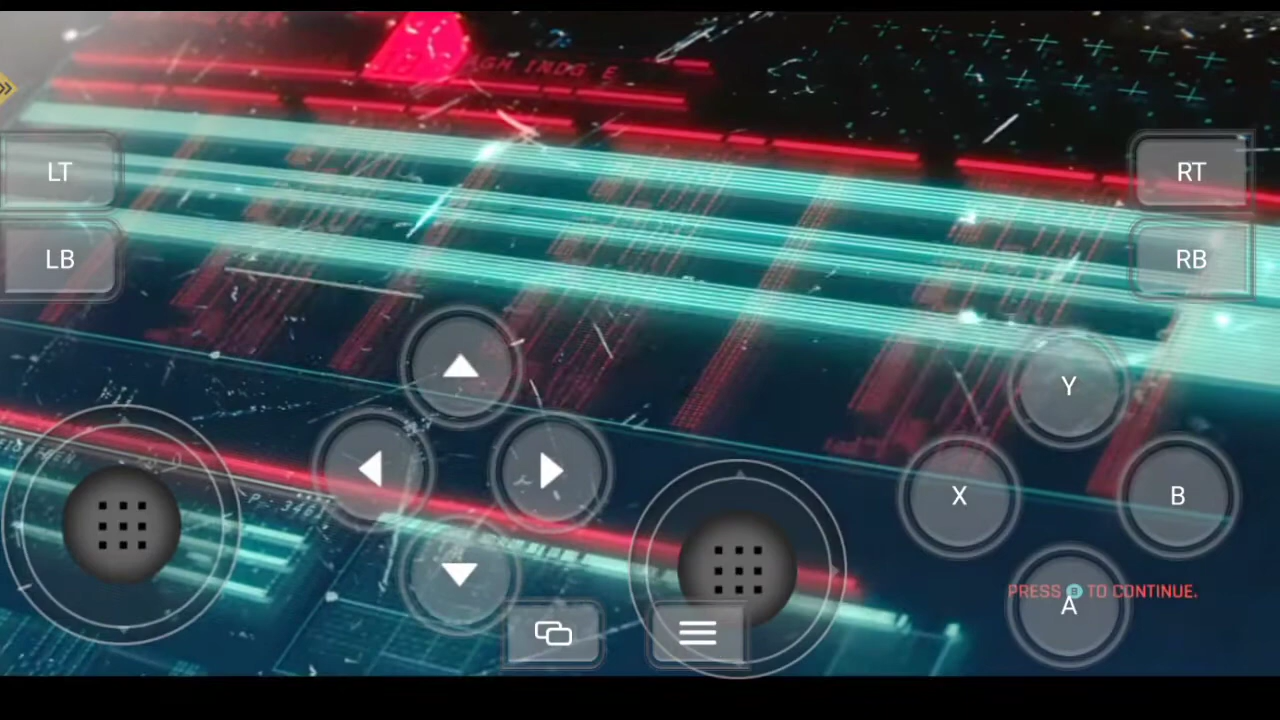 LT
RT
LB
RB
Y
X
B
PRESS B TO CONTINUE.
A